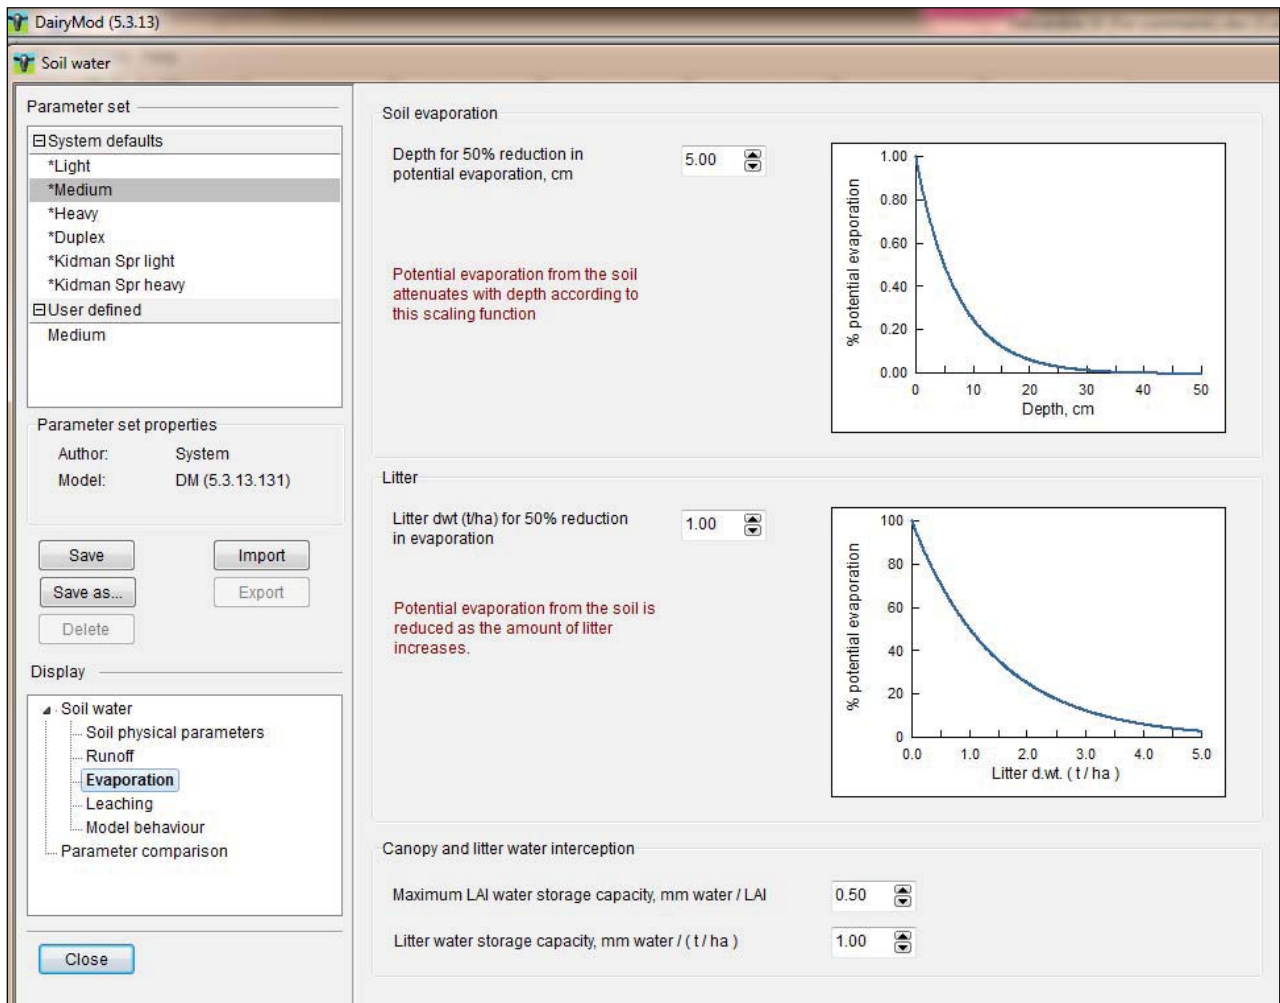 DairyMod (5.3.13)
Soil water
Parameter set
System defaults
*Light
*Medium
*Heavy
*Duplex
*Kidman Spr light
*Kidman Spr heavy
User defined
Medium
Parameter set properties
Author: System
Model: DM (5.3.13.131)
Save
Import
Save as...
Export
Delete
Display
Soil water
Soil physical parameters
Runoff
Evaporation
Leaching
Model behaviour
Parameter comparison
Close
Soil evaporation
Depth for 50% reduction in
potential evaporation, cm
5.00
Potential evaporation from the soil
attenuates with depth according to
this scaling function
% potential evaporation
1.00
0.80
0.60
0.40
0.20
0.00
0 10 20 30 40 50
Depth, cm
Litter
Litter dwt (t/ha) for 50% reduction
in evaporation
1.00
Potential evaporation from the soil is
reduced as the amount of litter
increases.
% potential evaporation
100
80
60
40
20
0
0.0 1.0 2.0 3.0 4.0 5.0
Litter d.wt. ( t / ha )
Canopy and litter water interception
Maximum LAI water storage capacity, mm water / LAI 0.50
Litter water storage capacity, mm water / ( t / ha ) 1.00